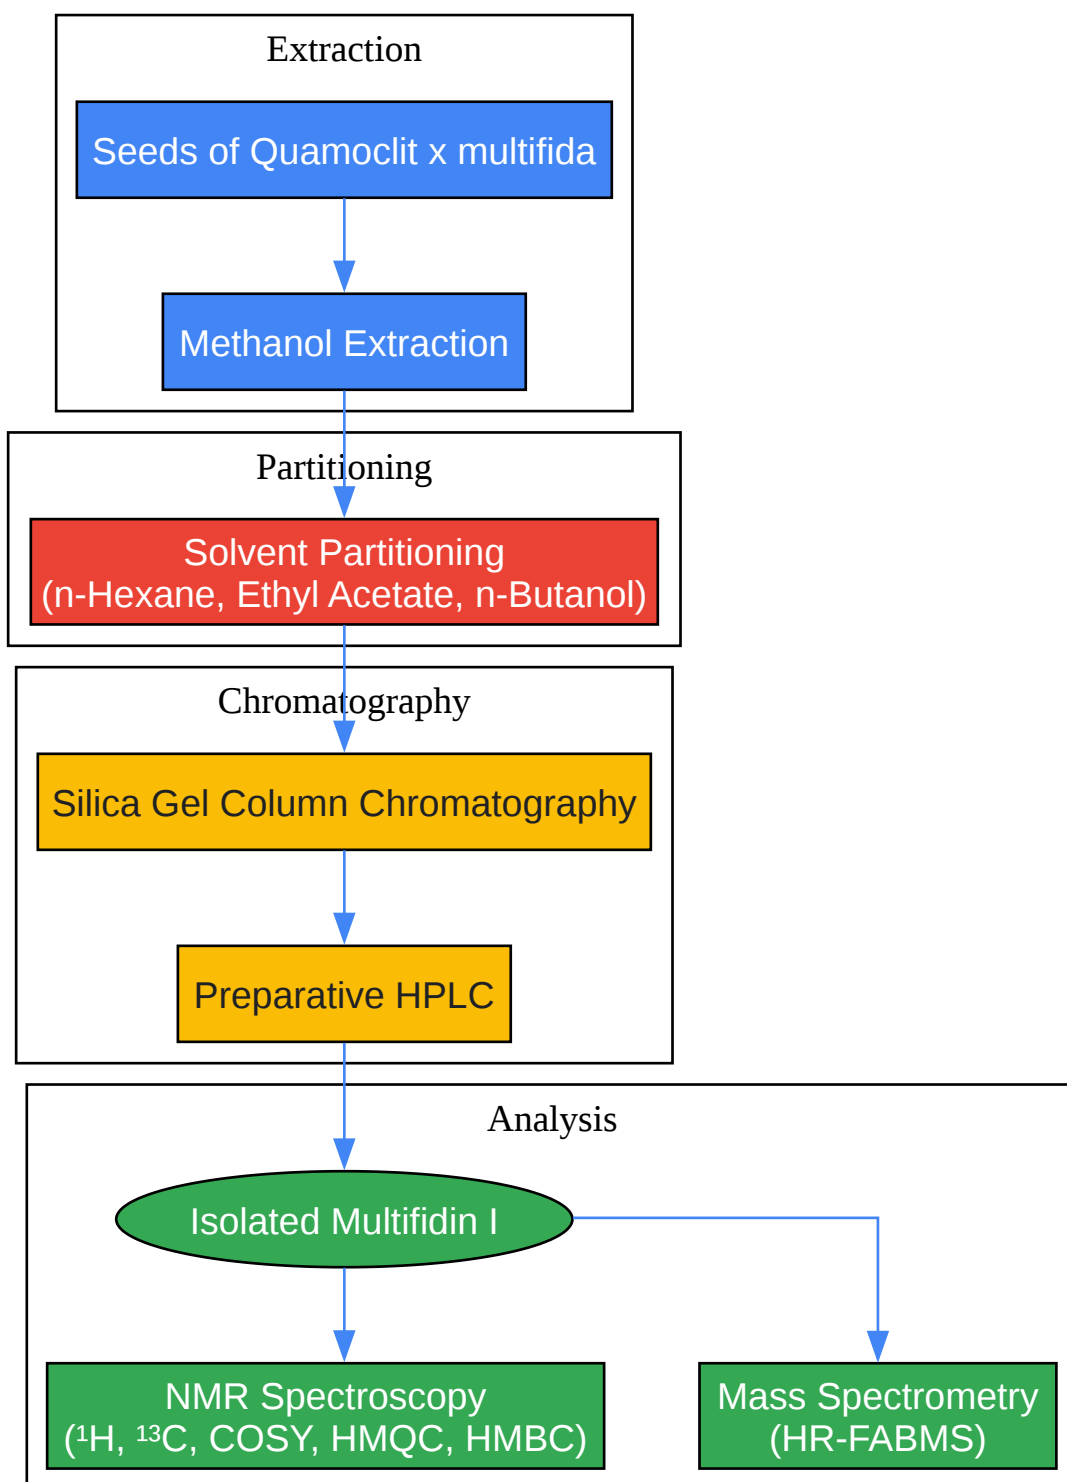 Extraction
Seeds of Quamoclit x multifida
Methanol Extraction
Partitioning
Solvent Partitioning
(n-Hexane, Ethyl Acetate, n-Butanol)
Chromatography
Silica Gel Column Chromatography
Preparative HPLC
Analysis
Isolated Multifidin I
NMR Spectroscopy
(¹H, ¹³C, COSY, HMQC, HMBC)
Mass Spectrometry
(HR-FABMS)